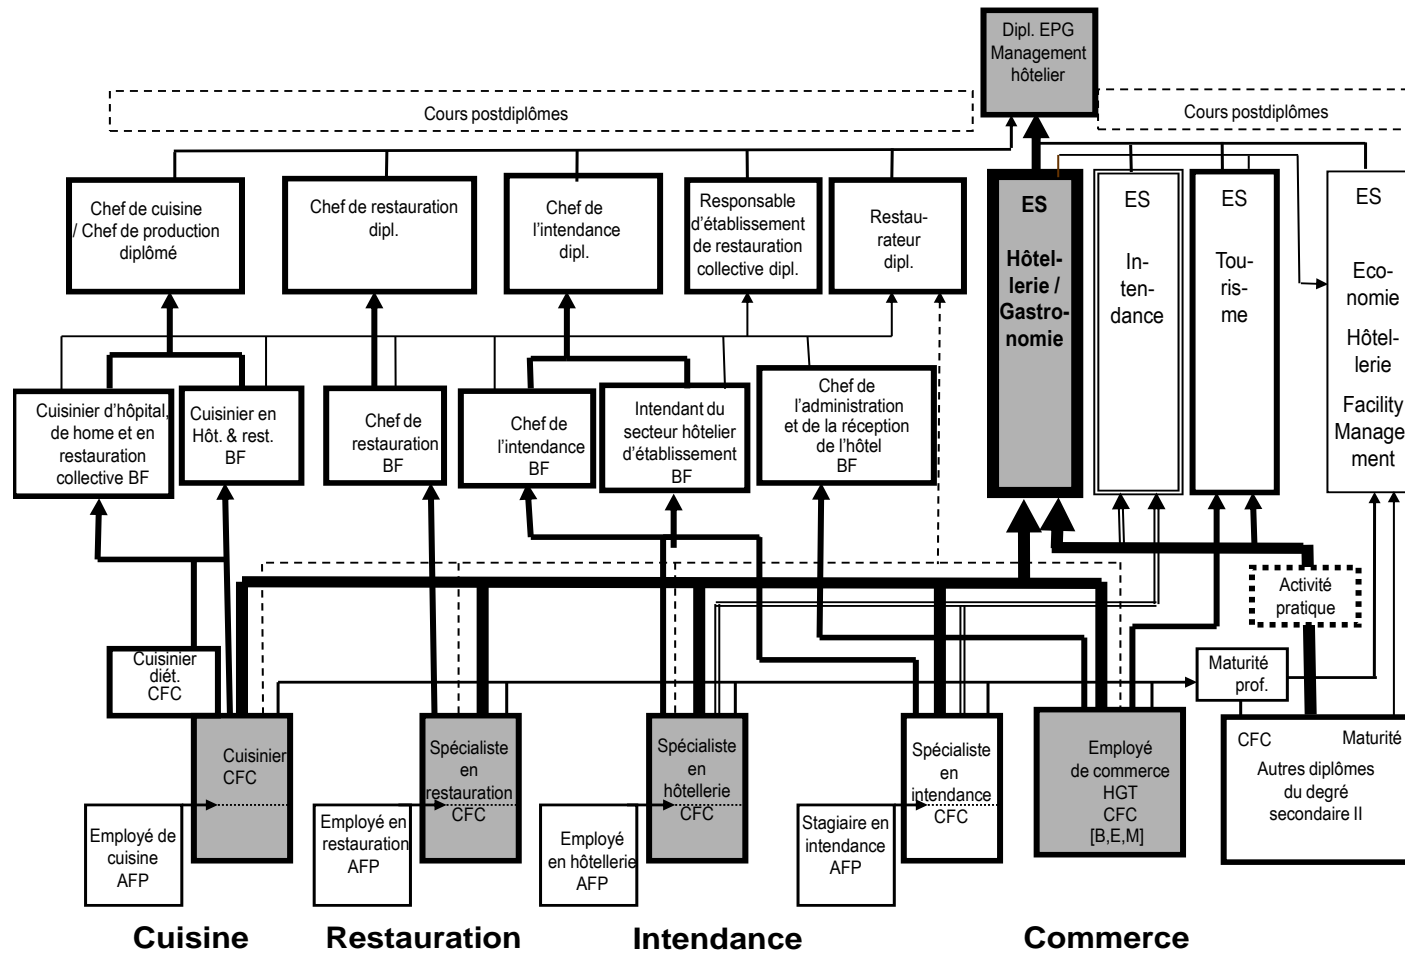 Dipl. EPG
Management
hôtelier
Cours postdiplômes
Cours postdiplômes
Chef de cuisine
/ Chef de production
diplômé
Chef de restauration
dipl.
Chef de
l'intendance
dipl.
Responsable
d'établissement
de restauration
collective dipl.
Restau-
rateur
dipl.
ES
Hôtel-
lerie /
Gastro-
nomie
ES
In-
ten-
dance
ES
Tou-
ris-
me
ES
Eco-
nomie
Hôtel-
lerie
Facility
Manage
ment
Cuisinier d'hôpital,
de home et en
restauration
collective BF
Cuisinier en
Hôt. & rest.
BF
Chef de
restauration
BF
Chef de
l'intendance
BF
Intendant du
secteur hôtelier
d'établissement
BF
Chef de
l'administration
et de la réception
de l'hôtel
BF
Activité
pratique
Cuisinier
diét.
CFC
Maturité
prof.
Cuisinier
CFC
Spécialiste
en
restauration
CFC
Spécialiste
en
hôtellerie
CFC
Spécialiste
en
intendance
CFC
Employé
de commerce
HGT
CFC
[B,E,M]
CFC Maturité
Autres diplômes
du degré
secondaire II
Employé de
cuisine
AFP
Employé en
restauration
AFP
Employé
en hôtellerie
AFP
Stagiaire en
intendance
AFP
Cuisine Restauration Intendance Commerce